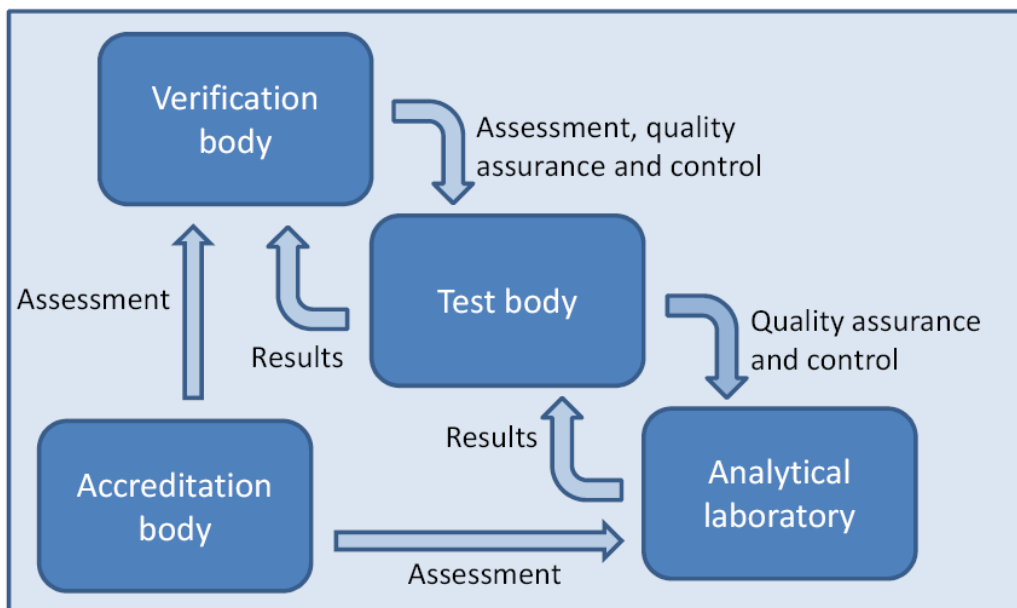 Verification
body
Assessment, quality
assurance and control
Test body
Assessment
Results
Quality assurance
and control
Results
Accreditation
body
Analytical
laboratory
Assessment